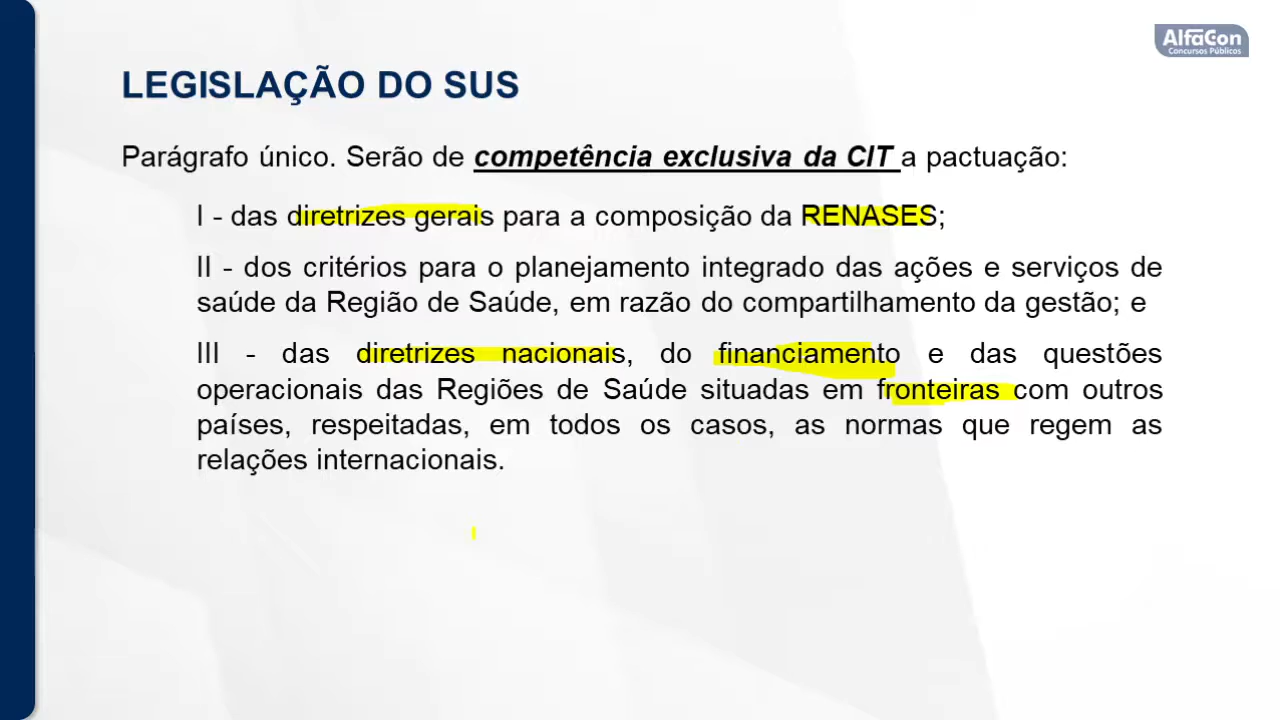 AlfaCon
Concursos Públicos
LEGISLAÇÃO DO SUS
Parágrafo único. Serão de competência exclusiva da CIT a pactuação:
I - das diretrizes gerais para a composição da RENASES;
II - dos critérios para o planejamento integrado das ações e serviços de
saúde da Região de Saúde, em razão do compartilhamento da gestão; e
III - das diretrizes nacionais, do financiamento e das questões
operacionais das Regiões de Saúde situadas em fronteiras com outros
países, respeitadas, em todos os casos, as normas que regem as
relações internacionais.